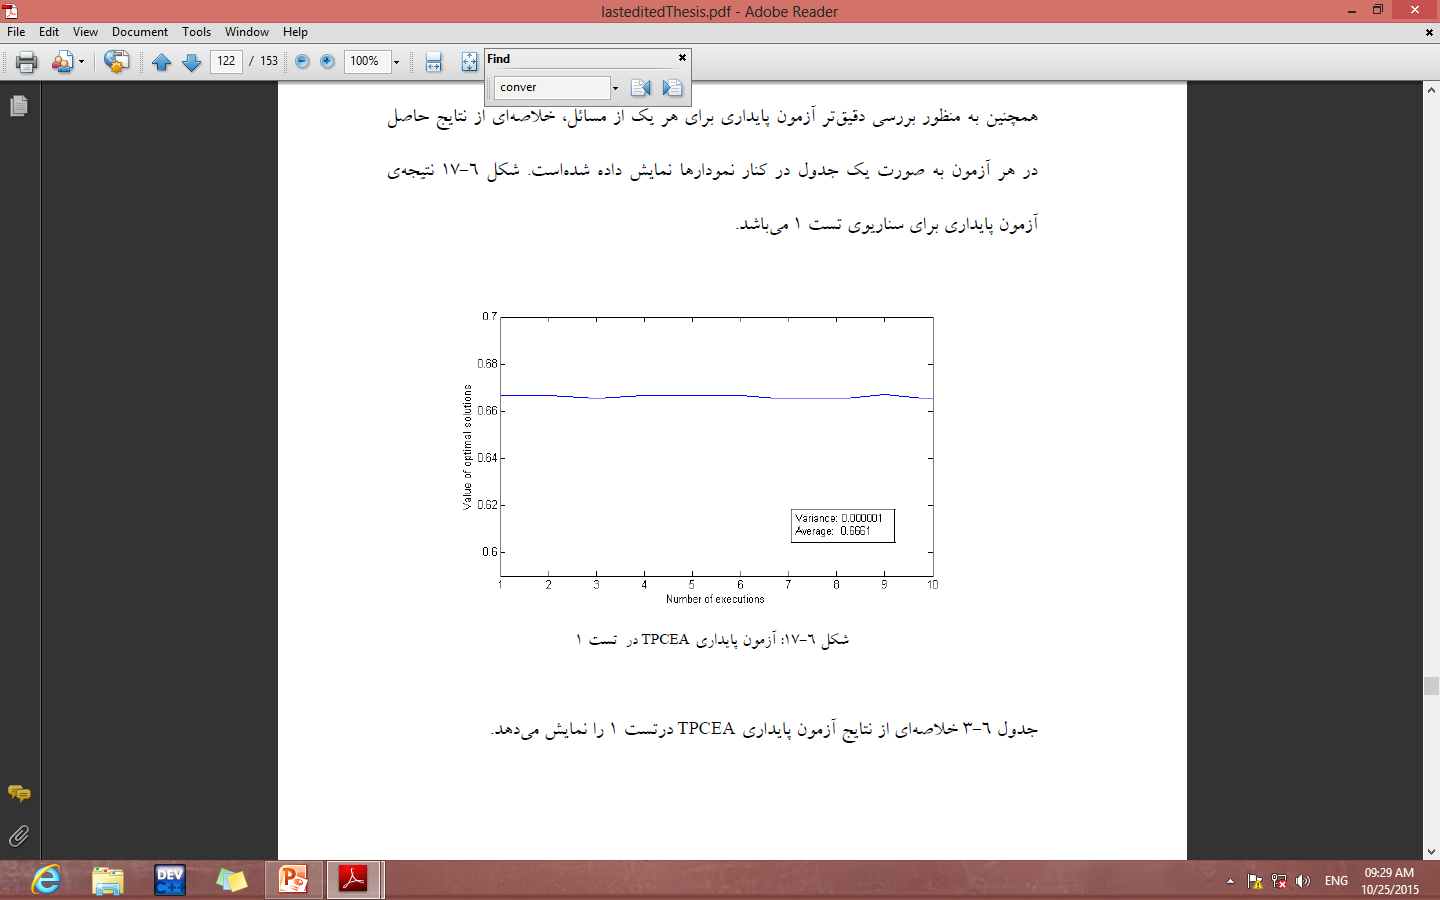 lasteditedThesis.pdf - Adobe Reader
File Edit View Document Tools Window Help
122 / 153 100%
Find
conver
همچنین به منظور بررسی دقیق‌تر آزمون پایداری برای هر یک از مسائل، خلاصه‌ای از نتایج حاصل
در هر آزمون به صورت یک جدول در کنار نمودارها نمایش داده شده‌است. شکل ۶-۱۷ نتیجه‌ی
آزمون پایداری برای سناریوی تست ۱ می‌باشد.
0.7
0.68
0.66
0.64
0.62
0.6
Value of optimal solutions
Variance: 0.000001
Average: 0.6661
1 2 3 4 5 6 7 8 9 10
Number of executions
شکل ۶-۱۷: آزمون پایداری TPCEA در تست ۱
جدول ۶-۳ خلاصه‌ای از نتایج آزمون پایداری TPCEA درتست ۱ را نمایش می‌دهد.
DEV
C++
ENG
09:29 AM
10/25/2015